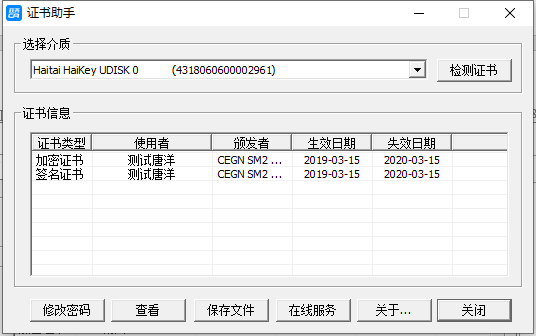 证书助手
选择介质
Haitai HaiKey UDISK 0 (4318060600002961)
检测证书
证书信息
证书类型 使用者 颁发者 生效日期 失效日期
加密证书 测试唐洋 CEGN SM2 ... 2019-03-15 2020-03-15
签名证书 测试唐洋 CEGN SM2 ... 2019-03-15 2020-03-15
修改密码 查看 保存文件 在线服务 关于... 关闭